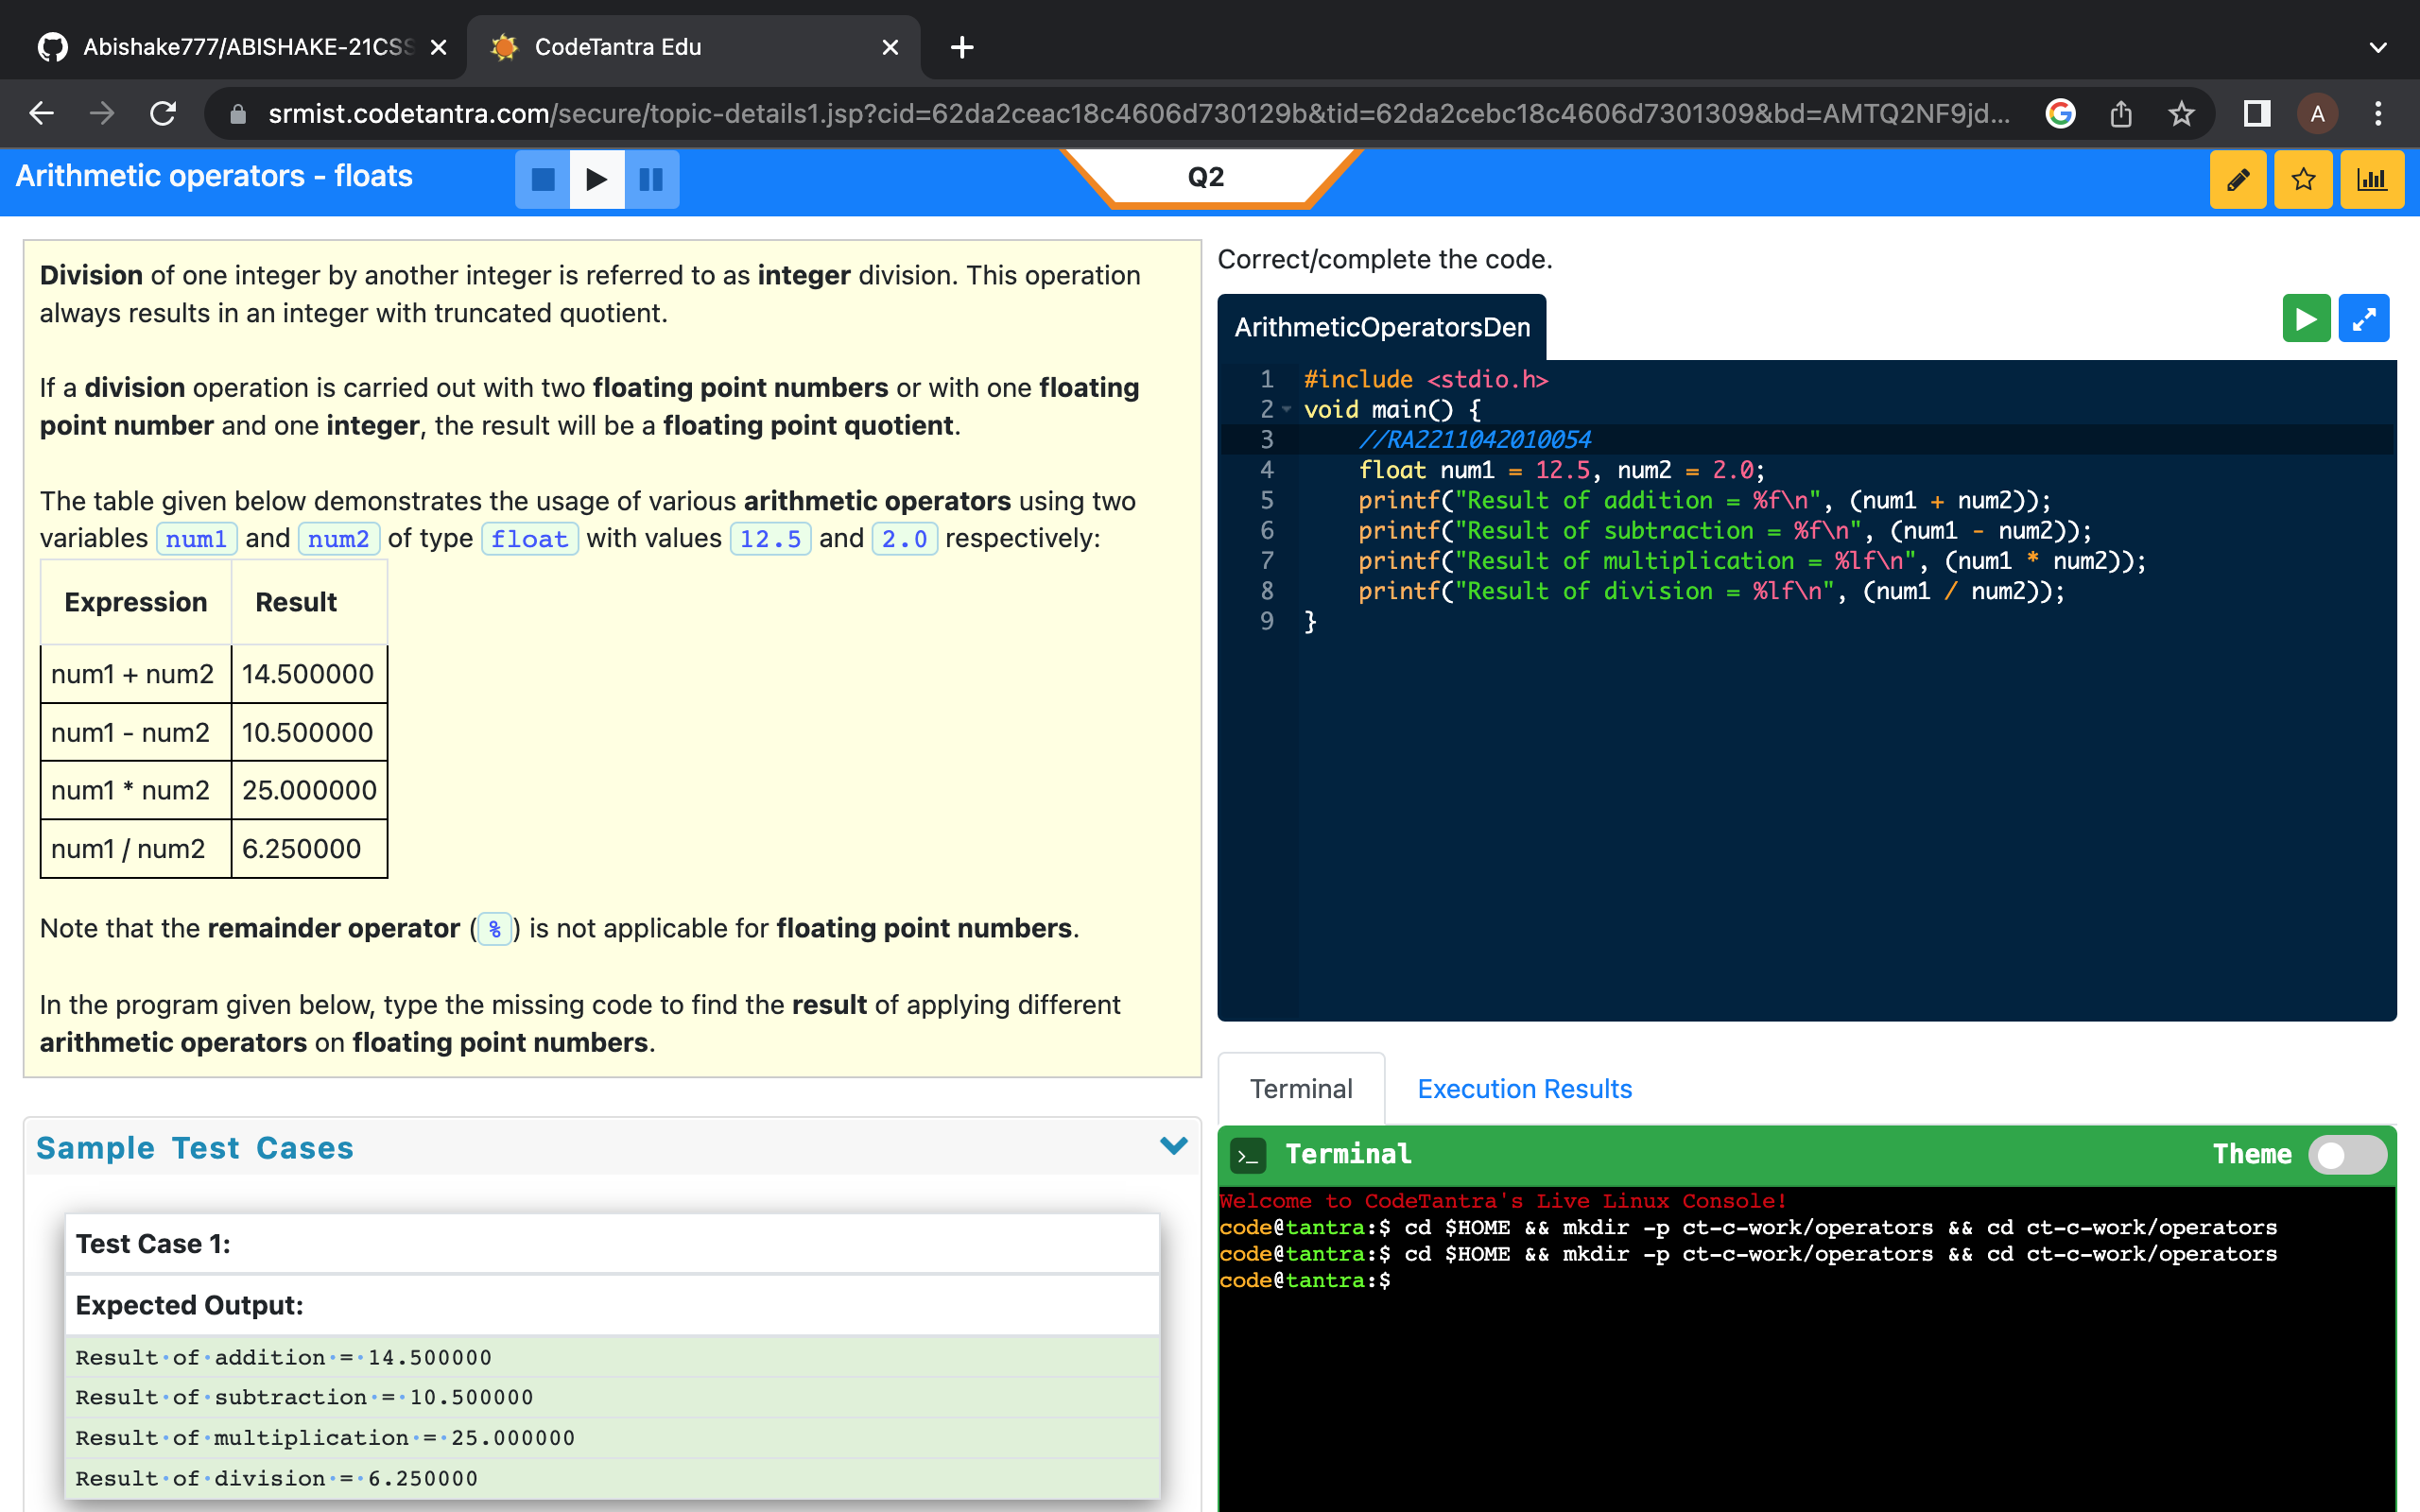 Abishake777/ABISHAKE-21CSS
CodeTantra Edu
srmist.codetantra.com/secure/topic-details1.jsp?cid=62da2ceac18c4606d730129b&tid=62da2cebc18c4606d7301309&bd=AMTQ2NF9jd...
A
Arithmetic operators - floats
Q2
Division of one integer by another integer is referred to as integer division. This operation
always results in an integer with truncated quotient.
If a division operation is carried out with two floating point numbers or with one floating
point number and one integer, the result will be a floating point quotient.
The table given below demonstrates the usage of various arithmetic operators using two
variables num1 and num2 of type float with values 12.5 and 2.0 respectively:
Expression Result
num1 + num2 14.500000
num1 - num2 10.500000
num1 * num2 25.000000
num1 / num2 6.250000
Note that the remainder operator (%) is not applicable for floating point numbers.
In the program given below, type the missing code to find the result of applying different
arithmetic operators on floating point numbers.
Sample Test Cases
Test Case 1:
Expected Output:
Result·of·addition·=·14.500000
Result·of·subtraction·=·10.500000
Result·of·multiplication·=·25.000000
Result·of·division·=·6.250000
Correct/complete the code.
ArithmeticOperatorsDen
1 #include <stdio.h>
2 void main() {
3 //RA2211042010054
4 float num1 = 12.5, num2 = 2.0;
5 printf("Result of addition = %f\n", (num1 + num2));
6 printf("Result of subtraction = %f\n", (num1 - num2));
7 printf("Result of multiplication = %lf\n", (num1 * num2));
8 printf("Result of division = %lf\n", (num1 / num2));
9 }
Terminal
Execution Results
>_ Terminal
Theme
Welcome to CodeTantra's Live Linux Console!
code@tantra:$ cd $HOME && mkdir -p ct-c-work/operators && cd ct-c-work/operators
code@tantra:$ cd $HOME && mkdir -p ct-c-work/operators && cd ct-c-work/operators
code@tantra:$